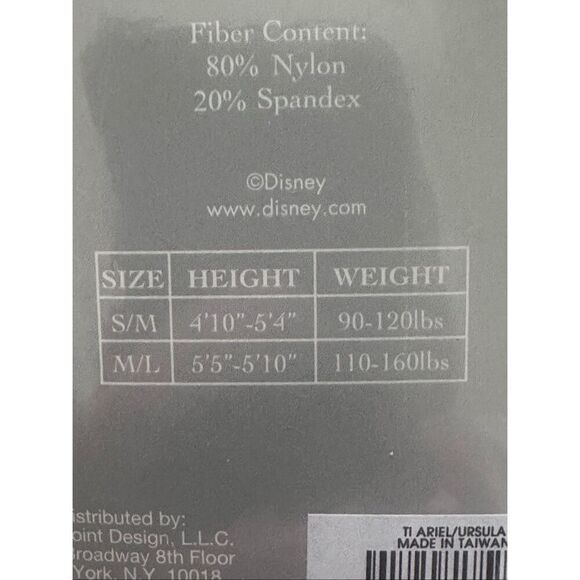 Fiber Content:
80% Nylon
20% Spandex
©Disney
www.disney.com
SIZE HEIGHT WEIGHT
S/M 4'10"-5'4" 90-120lbs
M/L 5'5"-5'10" 110-160lbs
istributed by:
oint Design, L.L.C.
roadway 8th Floor
York, N.Y. 10018
TI ARIEL/URSULA
MADE IN TAIWAN